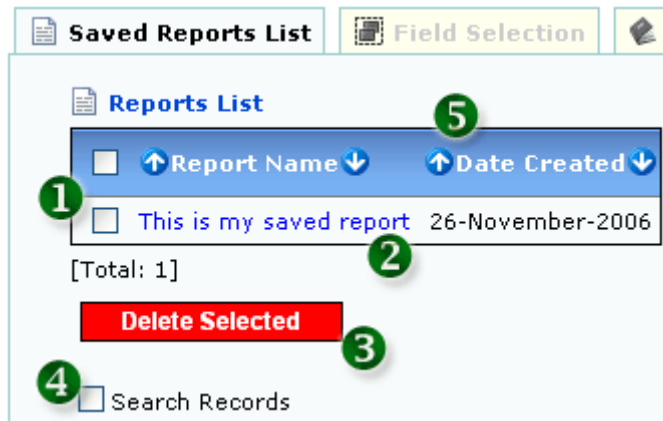 Saved Reports List Field Selection
Reports List
5
Report Name Date Created
1
This is my saved report 26-November-2006
2
[Total: 1]
Delete Selected
3
4
Search Records